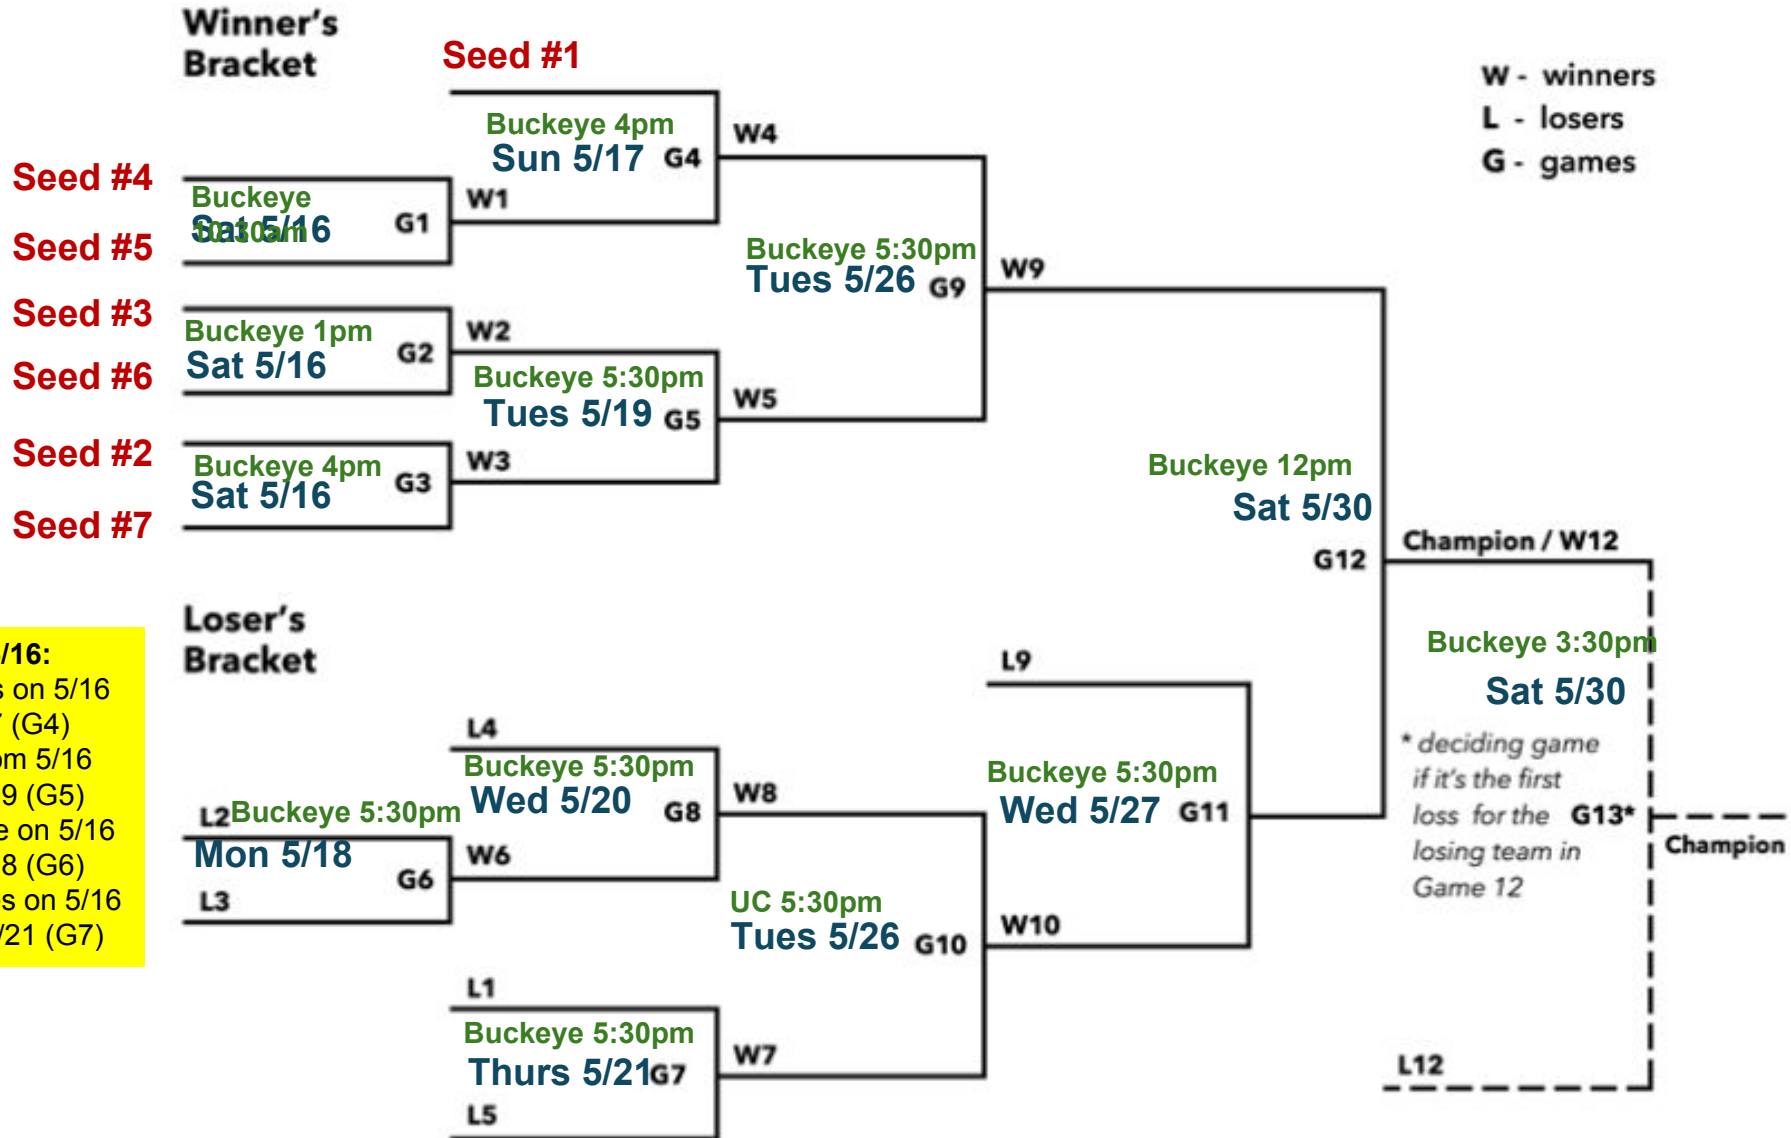 Winner's
Bracket
Seed #1
W - winners
L - losers
G - games
Buckeye 4pm
Sun 5/17 G4
W4
Seed #4
Buckeye
10:30am
Sat 5/16
G1
W1
Seed #5
Buckeye 5:30pm
Tues 5/26 G9
W9
Seed #3
Buckeye 1pm
Sat 5/16
G2
W2
Seed #6
Buckeye 5:30pm
Tues 5/19 G5
W5
Seed #2
Buckeye 4pm
Sat 5/16
G3
W3
Seed #7
Buckeye 12pm
Sat 5/30
G12
Champion / W12
Loser's
Bracket
/16:
s on 5/16
7 (G4)
om 5/16
9 (G5)
e on 5/16
8 (G6)
es on 5/16
/21 (G7)
L4
Buckeye 5:30pm
Wed 5/20 G8
W8
L2 Buckeye 5:30pm
Mon 5/18
G6
W6
L3
L9
Buckeye 5:30pm
Wed 5/27 G11
UC 5:30pm
Tues 5/26 G10
W10
L1
Buckeye 5:30pm
Thurs 5/21 G7
W7
L5
Buckeye 3:30pm
Sat 5/30
* deciding game
if it's the first
loss for the G13*
losing team in
Game 12
Champion
L12